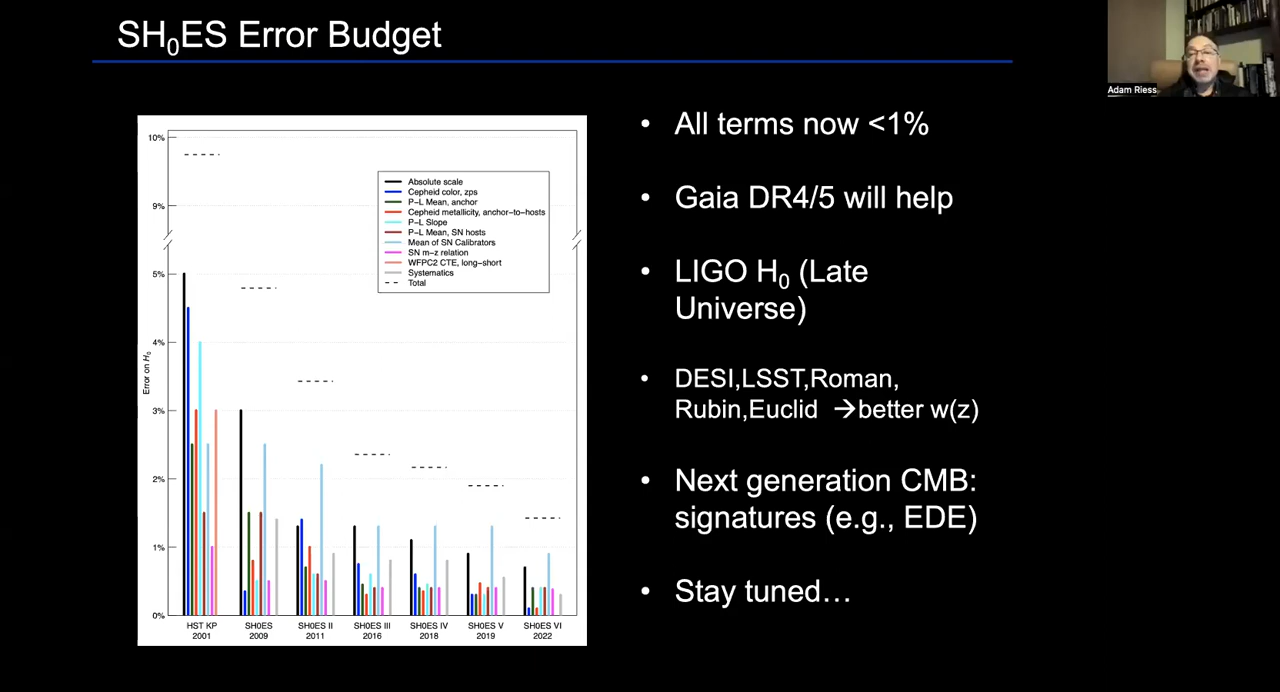 SH0ES Error Budget
Adam Riess
10%
9%
5%
4%
3%
2%
1%
0%
Error on H0
Absolute scale
Cepheid color, zps
P-L Mean, anchor
Cepheid metallicity, anchor-to-hosts
P-L Slope
P-L Mean, SN hosts
Mean of SN Calibrators
SN m-z relation
WFPC2 CTE, long-short
Systematics
Total
HST KP
2001
SH0ES
2009
SH0ES II
2011
SH0ES III
2016
SH0ES IV
2018
SH0ES V
2019
SH0ES VI
2022
• All terms now <1%
• Gaia DR4/5 will help
• LIGO H0 (Late
Universe)
• DESI,LSST,Roman,
Rubin,Euclid →better w(z)
• Next generation CMB:
signatures (e.g., EDE)
• Stay tuned…